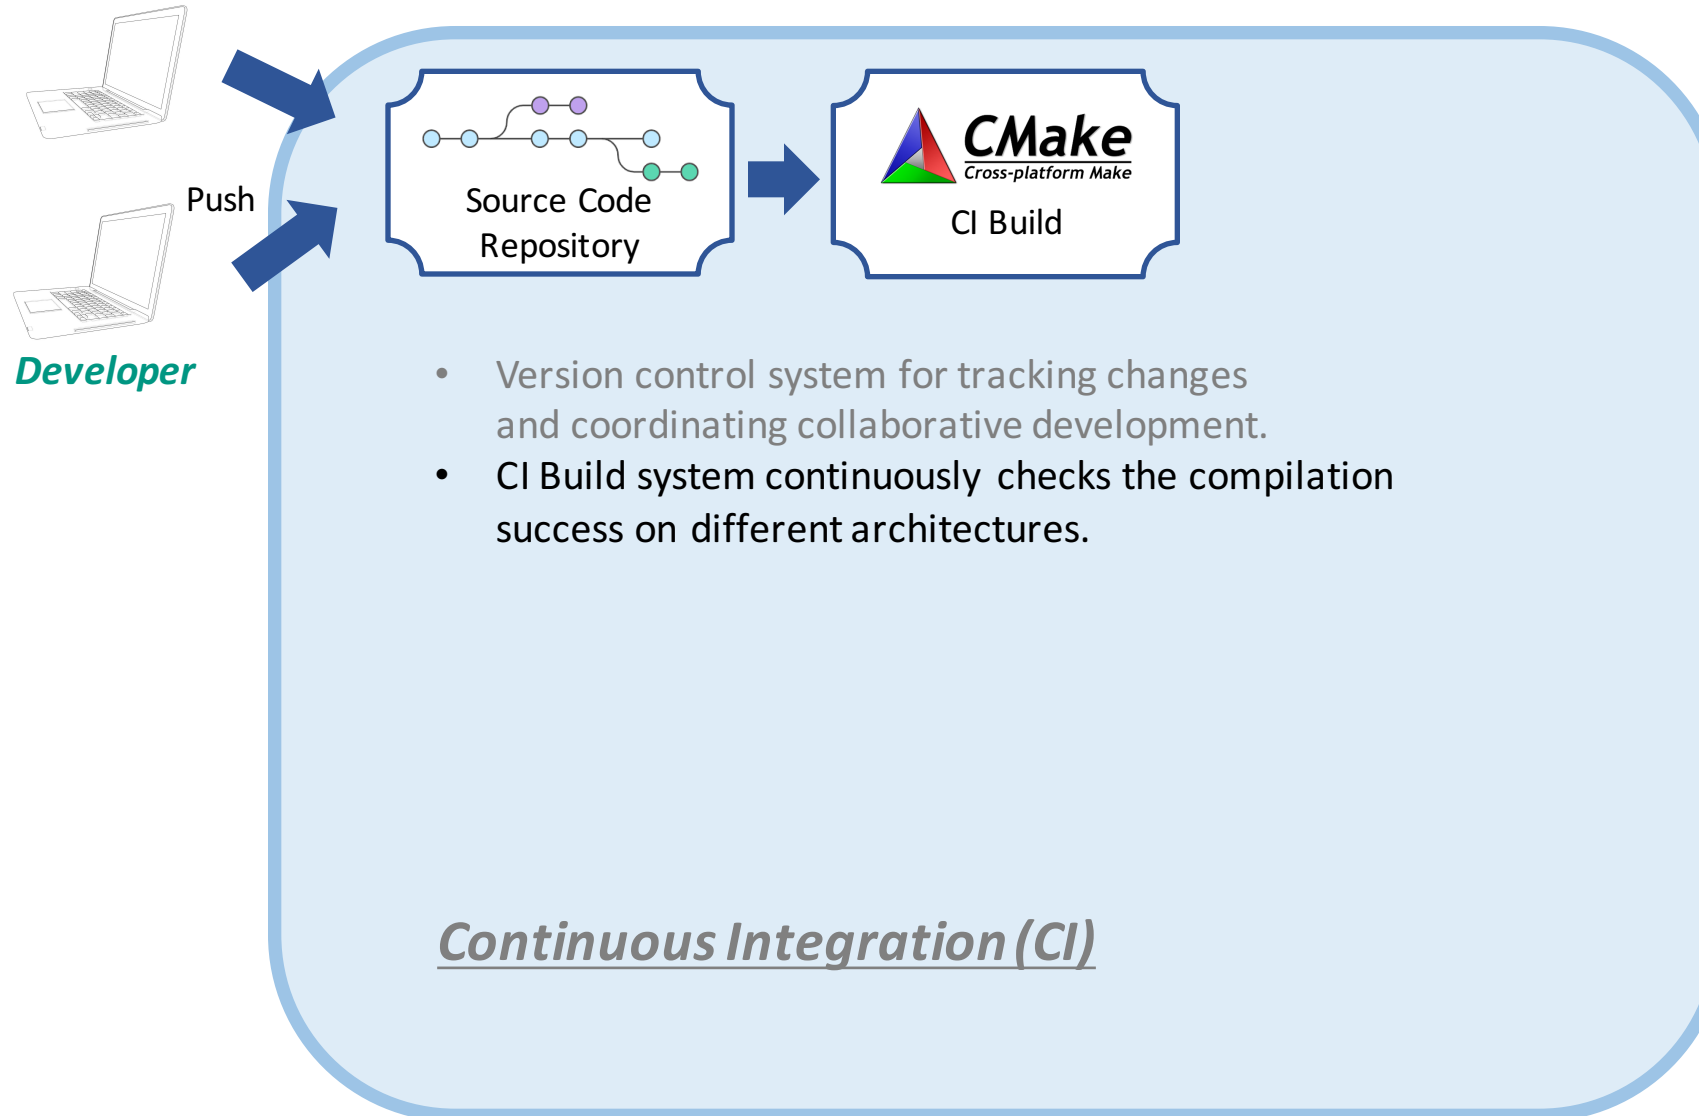 Push
Developer
Source Code
Repository
CMake
Cross-platform Make
CI Build
• Version control system for tracking changes
and coordinating collaborative development.
• CI Build system continuously checks the compilation
success on different architectures.
Continuous Integration (CI)